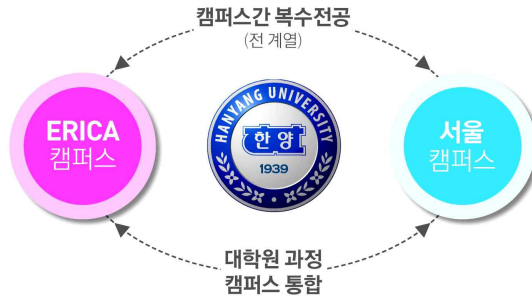 캠퍼스간 복수전공
(전 계열)
ERICA
캠퍼스
HANYANG UNIVERSITY
한양
1939
서울
캠퍼스
대학원 과정
캠퍼스 통합